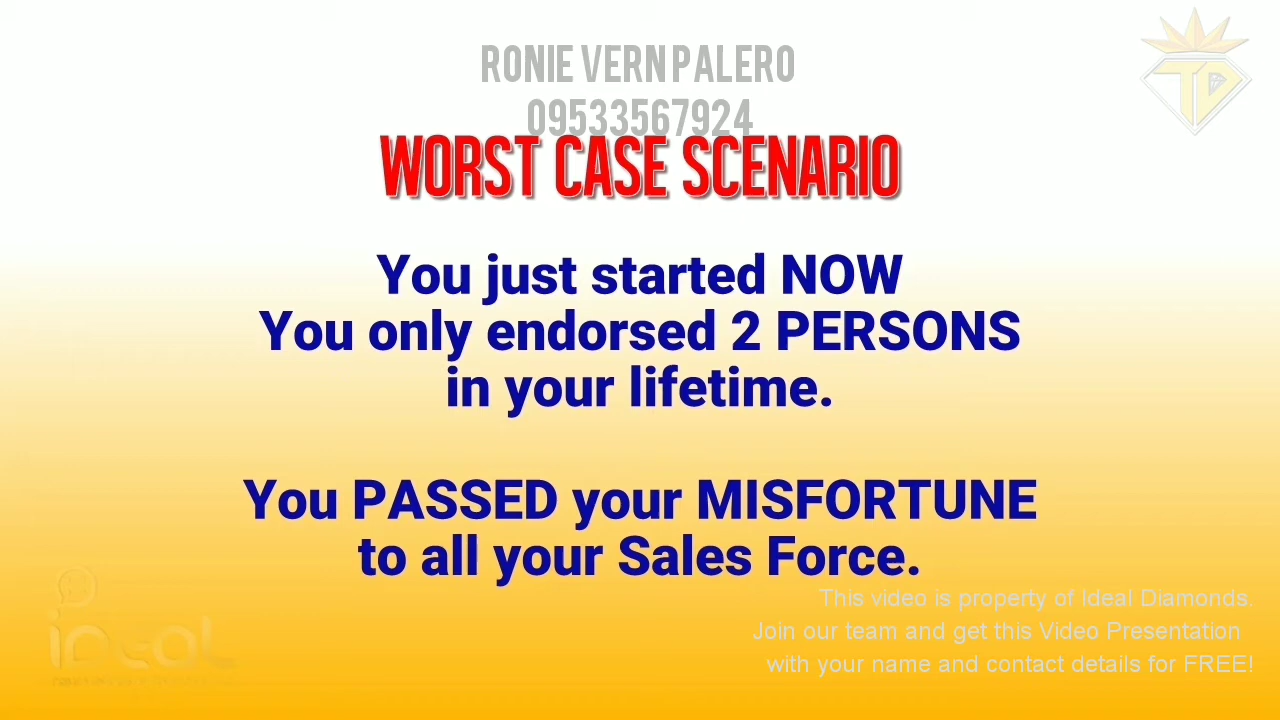 RONIE VERN PALERO
09533567924
TD
WORST CASE SCENARIO
You just started NOW
You only endorsed 2 PERSONS
in your lifetime.
You PASSED your MISFORTUNE
to all your Sales Force.
This video is property of Ideal Diamonds.
Join our team and get this Video Presentation
with your name and contact details for FREE!
ideal